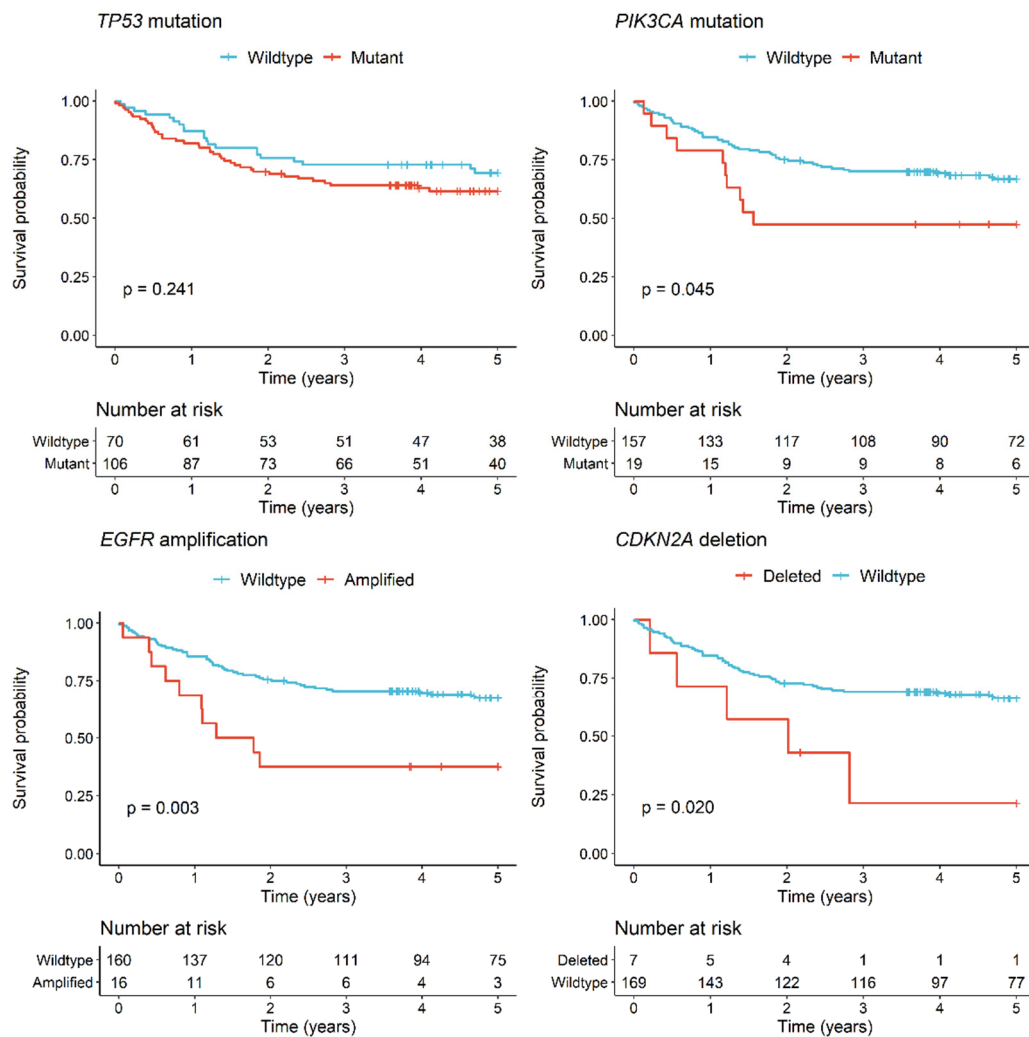 TP53 mutation
Wildtype Mutant
Survival probability
1.00
0.75
0.50
0.25
0.00
p = 0.241
0 1 2 3 4 5
Time (years)
Number at risk
Wildtype 70 61 53 51 47 38
Mutant 106 87 73 66 51 40
0 1 2 3 4 5
Time (years)
PIK3CA mutation
Wildtype Mutant
Survival probability
1.00
0.75
0.50
0.25
0.00
p = 0.045
0 1 2 3 4 5
Time (years)
Number at risk
Wildtype 157 133 117 108 90 72
Mutant 19 15 9 9 8 6
0 1 2 3 4 5
Time (years)
EGFR amplification
Wildtype Amplified
Survival probability
1.00
0.75
0.50
0.25
0.00
p = 0.003
0 1 2 3 4 5
Time (years)
Number at risk
Wildtype 160 137 120 111 94 75
Amplified 16 11 6 6 4 3
0 1 2 3 4 5
Time (years)
CDKN2A deletion
Deleted Wildtype
Survival probability
1.00
0.75
0.50
0.25
0.00
p = 0.020
0 1 2 3 4 5
Time (years)
Number at risk
Deleted 7 5 4 1 1 1
Wildtype 169 143 122 116 97 77
0 1 2 3 4 5
Time (years)